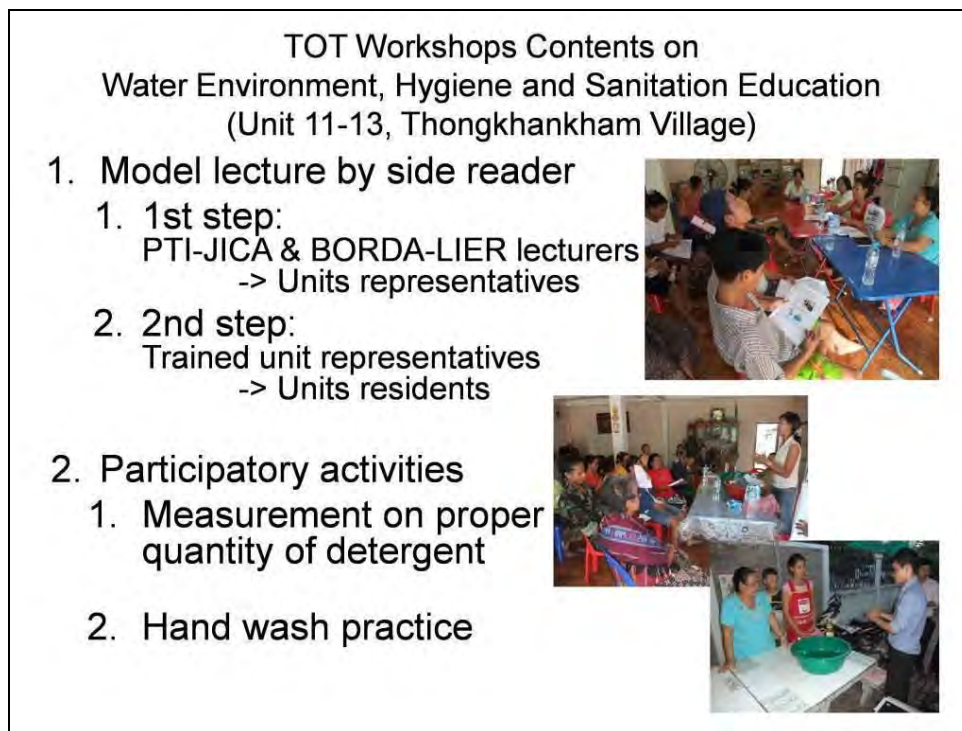 TOT Workshops Contents on
Water Environment, Hygiene and Sanitation Education
(Unit 11-13, Thongkhankham Village)
1. Model lecture by side reader
1. 1st step:
PTI-JICA & BORDA-LIER lecturers
-> Units representatives
2. 2nd step:
Trained unit representatives
-> Units residents
2. Participatory activities
1. Measurement on proper
quantity of detergent
2. Hand wash practice